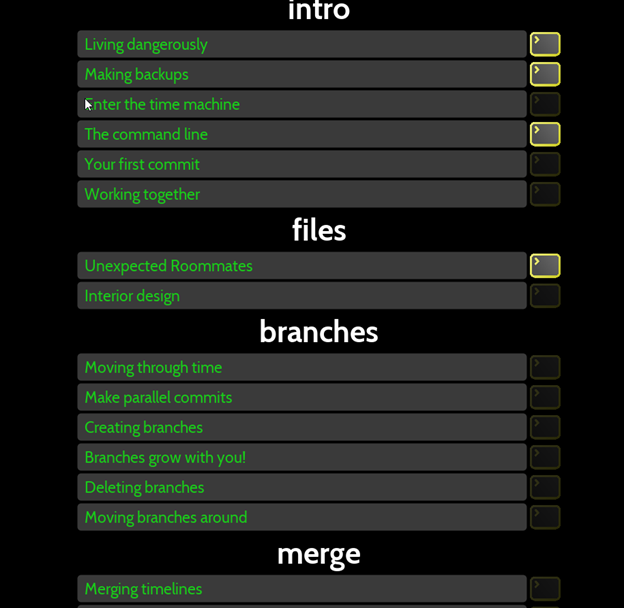 intro
Living dangerously
Making backups
Enter the time machine
The command line
Your first commit
Working together
files
Unexpected Roommates
Interior design
branches
Moving through time
Make parallel commits
Creating branches
Branches grow with you!
Deleting branches
Moving branches around
merge
Merging timelines